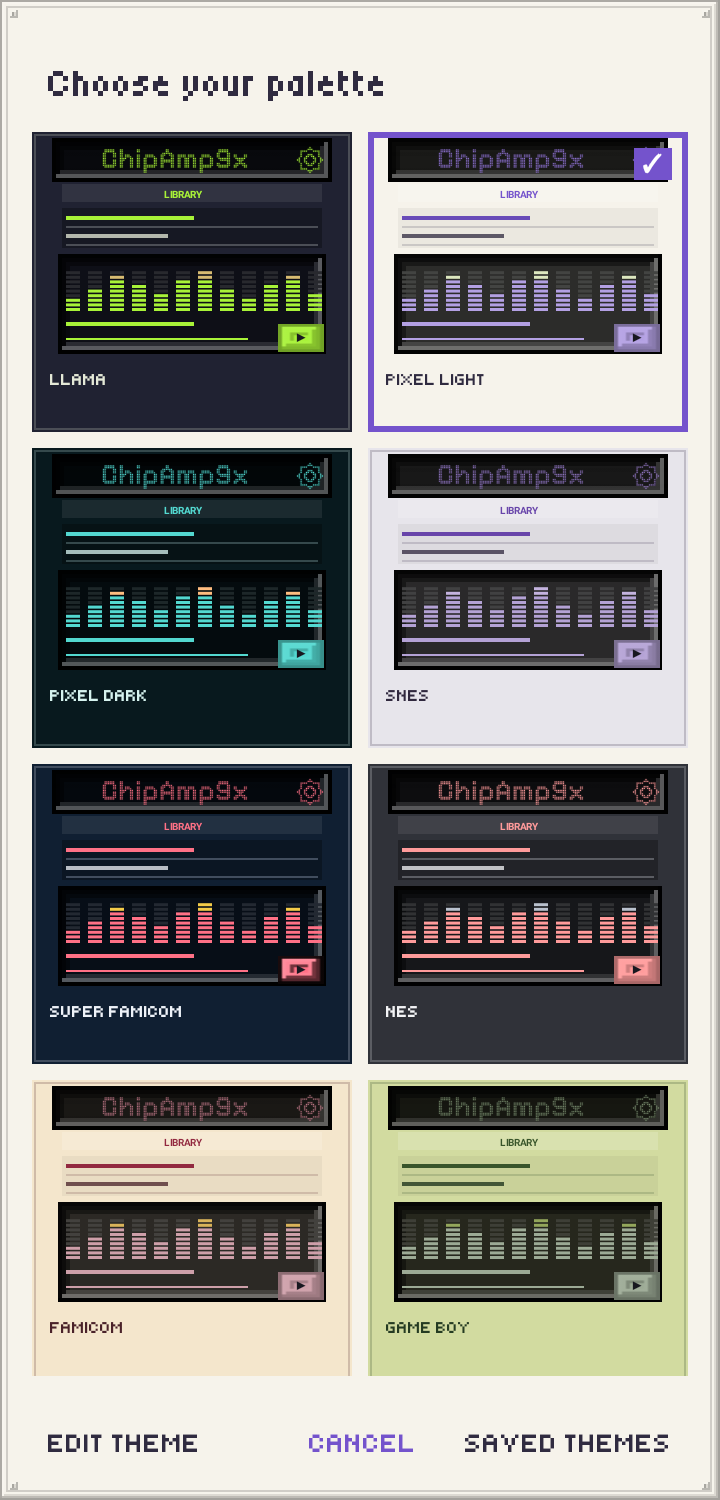 Choose your palette
ChipAmp9x
LIBRARY
LLAMA
ChipAmp9x
LIBRARY
PIXEL LIGHT
ChipAmp9x
LIBRARY
PIXEL DARK
ChipAmp9x
LIBRARY
SNES
ChipAmp9x
LIBRARY
SUPER FAMICOM
ChipAmp9x
LIBRARY
NES
ChipAmp9x
LIBRARY
FAMICOM
ChipAmp9x
LIBRARY
GAME BOY
EDIT THEME CANCEL SAVED THEMES